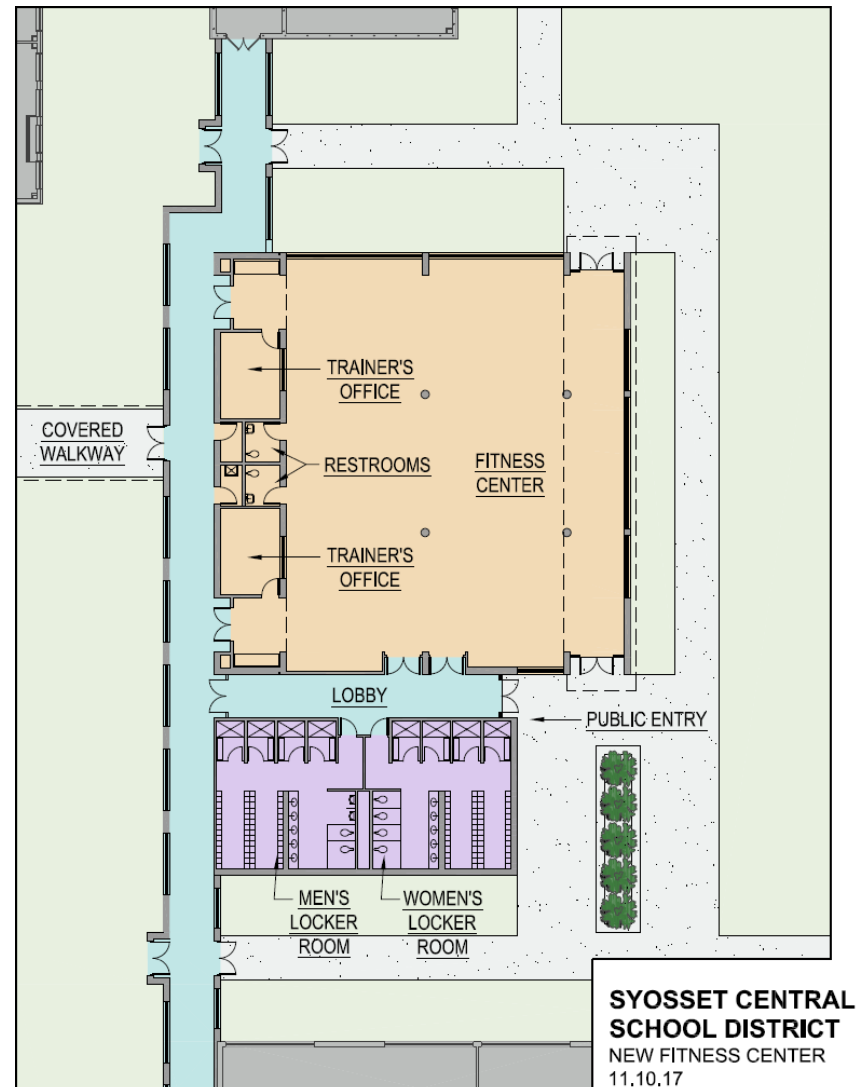 TRAINER'S
OFFICE
COVERED
WALKWAY
RESTROOMS
FITNESS
CENTER
TRAINER'S
OFFICE
LOBBY
PUBLIC ENTRY
MEN'S
LOCKER
ROOM
WOMEN'S
LOCKER
ROOM
SYOSSET CENTRAL
SCHOOL DISTRICT
NEW FITNESS CENTER
11.10.17